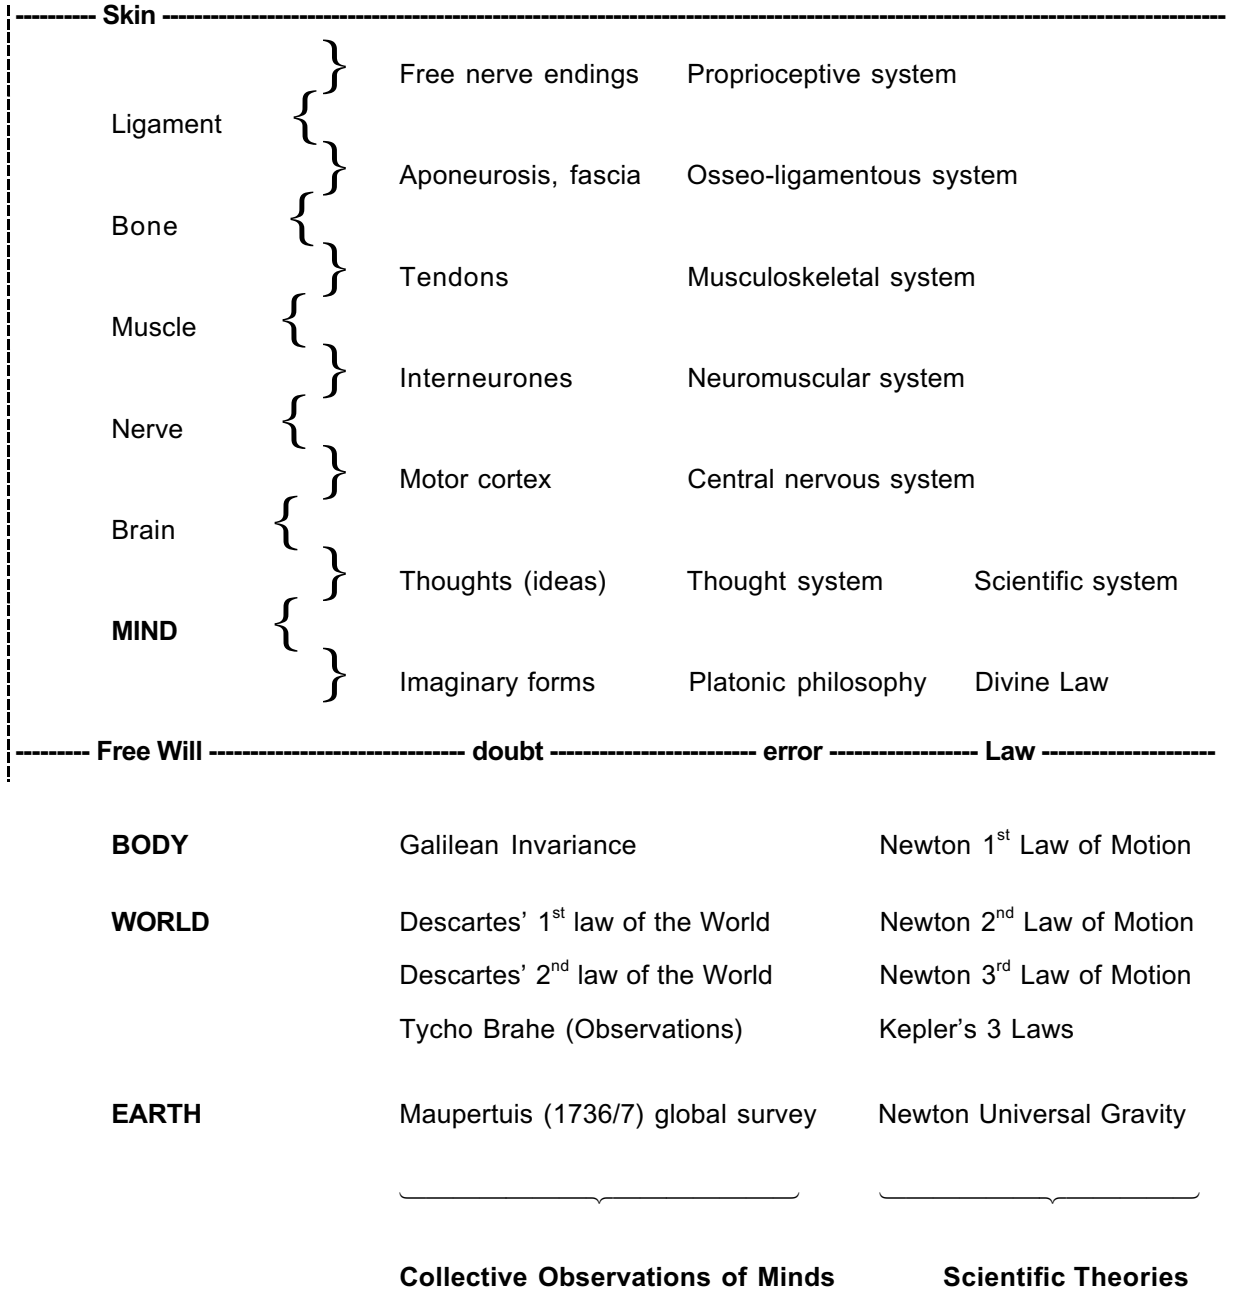 Skin
Free nerve endings Proprioceptive system
Ligament
Aponeurosis, fascia Osseo-ligamentous system
Bone
Tendons Musculoskeletal system
Muscle
Interneurones Neuromuscular system
Nerve
Motor cortex Central nervous system
Brain
Thoughts (ideas) Thought system Scientific system
MIND
Imaginary forms Platonic philosophy Divine Law
Free Will doubt error Law
BODY Galilean Invariance Newton 1st Law of Motion
WORLD Descartes’ 1st law of the World Newton 2nd Law of Motion
Descartes’ 2nd law of the World Newton 3rd Law of Motion
Tycho Brahe (Observations) Kepler’s 3 Laws
EARTH Maupertuis (1736/7) global survey Newton Universal Gravity
Collective Observations of Minds Scientific Theories